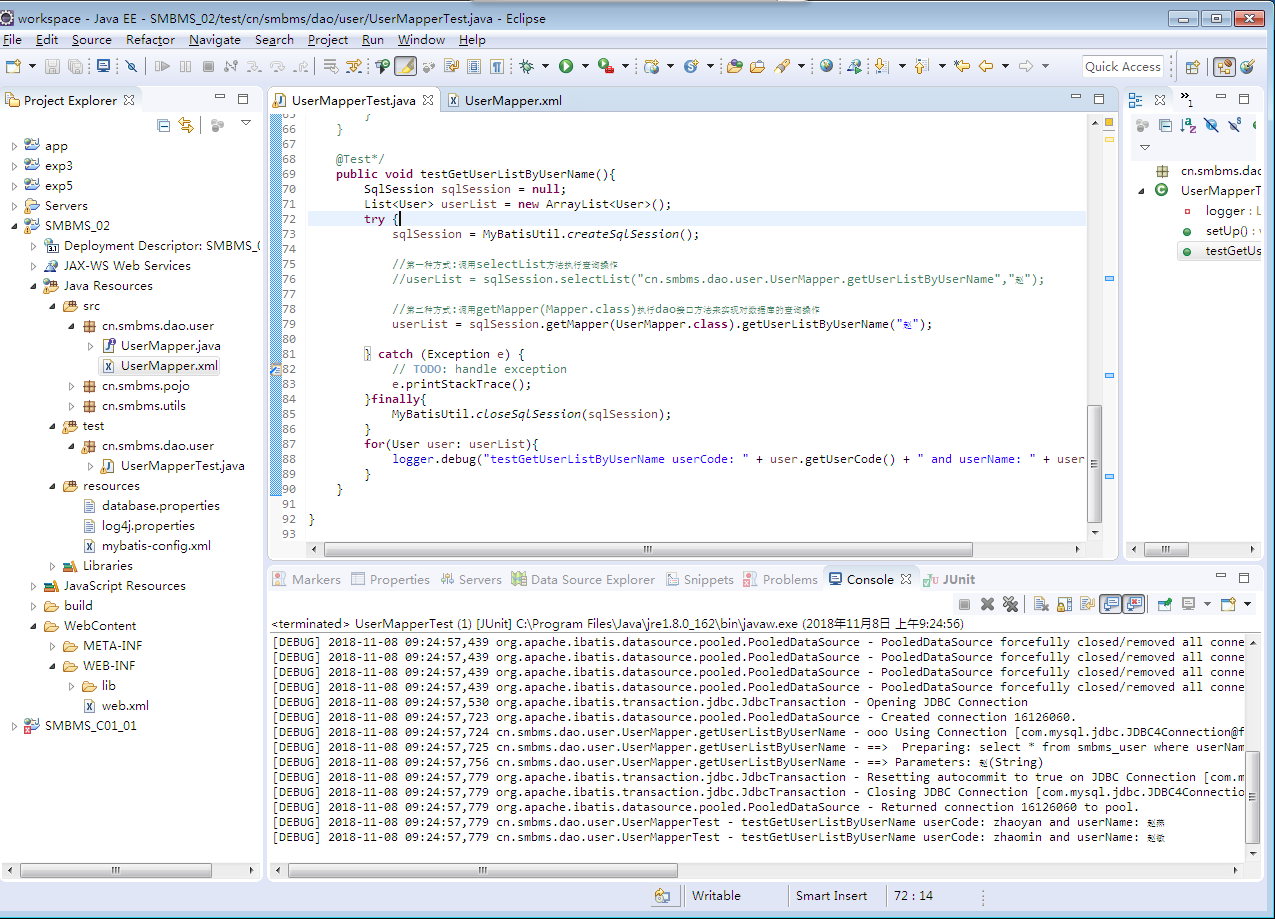 workspace - Java EE - SMBMS_02/test/cn/smbms/dao/user/UserMapperTest.java - Eclipse
File Edit Source Refactor Navigate Search Project Run Window Help
Quick Access
Project Explorer
app
exp3
exp5
Servers
SMBMS_02
Deployment Descriptor: SMBMS_0
JAX-WS Web Services
Java Resources
src
cn.smbms.dao.user
UserMapper.java
UserMapper.xml
cn.smbms.pojo
cn.smbms.utils
test
cn.smbms.dao.user
UserMapperTest.java
resources
database.properties
log4j.properties
mybatis-config.xml
Libraries
JavaScript Resources
build
WebContent
META-INF
WEB-INF
lib
web.xml
SMBMS_C01_01
UserMapperTest.java UserMapper.xml
65 }
66 }
67
68 @Test*/
69 public void testGetUserListByUserName(){
70 SqlSession sqlSession = null;
71 List<User> userList = new ArrayList<User>();
72 try {
73 sqlSession = MyBatisUtil.createSqlSession();
74
75 //第一种方式:调用selectList方法执行查询操作
76 //userList = sqlSession.selectList("cn.smbms.dao.user.UserMapper.getUserListByUserName","赵");
77
78 //第二种方式:调用getMapper(Mapper.class)执行dao接口方法来实现对数据库的查询操作
79 userList = sqlSession.getMapper(UserMapper.class).getUserListByUserName("赵");
80
81 } catch (Exception e) {
82 // TODO: handle exception
83 e.printStackTrace();
84 }finally{
85 MyBatisUtil.closeSqlSession(sqlSession);
86 }
87 for(User user: userList){
88 logger.debug("testGetUserListByUserName userCode: " + user.getUserCode() + " and userName: " + user
89 }
90 }
91
92 }
93
1
cn.smbms.dao
UserMapperT
logger : L
setUp() : v
testGetUs
Markers Properties Servers Data Source Explorer Snippets Problems Console JUnit
<terminated> UserMapperTest (1) [JUnit] C:\Program Files\Java\jre1.8.0_162\bin\javaw.exe (2018年11月8日 上午9:24:56)
[DEBUG] 2018-11-08 09:24:57,439 org.apache.ibatis.datasource.pooled.PooledDataSource - PooledDataSource forcefully closed/removed all conne
[DEBUG] 2018-11-08 09:24:57,439 org.apache.ibatis.datasource.pooled.PooledDataSource - PooledDataSource forcefully closed/removed all conne
[DEBUG] 2018-11-08 09:24:57,439 org.apache.ibatis.datasource.pooled.PooledDataSource - PooledDataSource forcefully closed/removed all conne
[DEBUG] 2018-11-08 09:24:57,439 org.apache.ibatis.datasource.pooled.PooledDataSource - PooledDataSource forcefully closed/removed all conne
[DEBUG] 2018-11-08 09:24:57,530 org.apache.ibatis.transaction.jdbc.JdbcTransaction - Opening JDBC Connection
[DEBUG] 2018-11-08 09:24:57,723 org.apache.ibatis.datasource.pooled.PooledDataSource - Created connection 16126060.
[DEBUG] 2018-11-08 09:24:57,724 cn.smbms.dao.user.UserMapper.getUserListByUserName - ooo Using Connection [com.mysql.jdbc.JDBC4Connection@f
[DEBUG] 2018-11-08 09:24:57,725 cn.smbms.dao.user.UserMapper.getUserListByUserName - ==>  Preparing: select * from smbms_user where userNam
[DEBUG] 2018-11-08 09:24:57,756 cn.smbms.dao.user.UserMapper.getUserListByUserName - ==> Parameters: 赵(String)
[DEBUG] 2018-11-08 09:24:57,779 org.apache.ibatis.transaction.jdbc.JdbcTransaction - Resetting autocommit to true on JDBC Connection [com.m
[DEBUG] 2018-11-08 09:24:57,779 org.apache.ibatis.transaction.jdbc.JdbcTransaction - Closing JDBC Connection [com.mysql.jdbc.JDBC4Connectio
[DEBUG] 2018-11-08 09:24:57,779 org.apache.ibatis.datasource.pooled.PooledDataSource - Returned connection 16126060 to pool.
[DEBUG] 2018-11-08 09:24:57,779 cn.smbms.dao.user.UserMapperTest - testGetUserListByUserName userCode: zhaoyan and userName: 赵燕
[DEBUG] 2018-11-08 09:24:57,779 cn.smbms.dao.user.UserMapperTest - testGetUserListByUserName userCode: zhaomin and userName: 赵敏
Writable Smart Insert 72 : 14